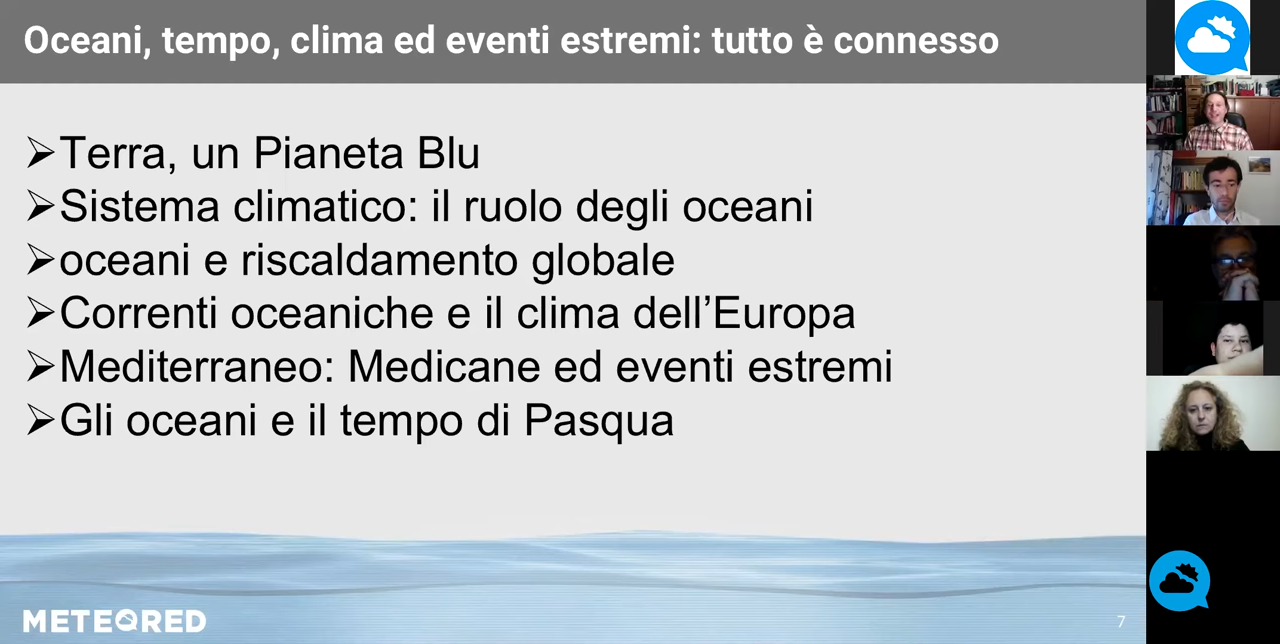 Oceani, tempo, clima ed eventi estremi: tutto è connesso
➢Terra, un Pianeta Blu
➢Sistema climatico: il ruolo degli oceani
➢oceani e riscaldamento globale
➢Correnti oceaniche e il clima dell’Europa
➢Mediterraneo: Medicane ed eventi estremi
➢Gli oceani e il tempo di Pasqua
METEORED
7